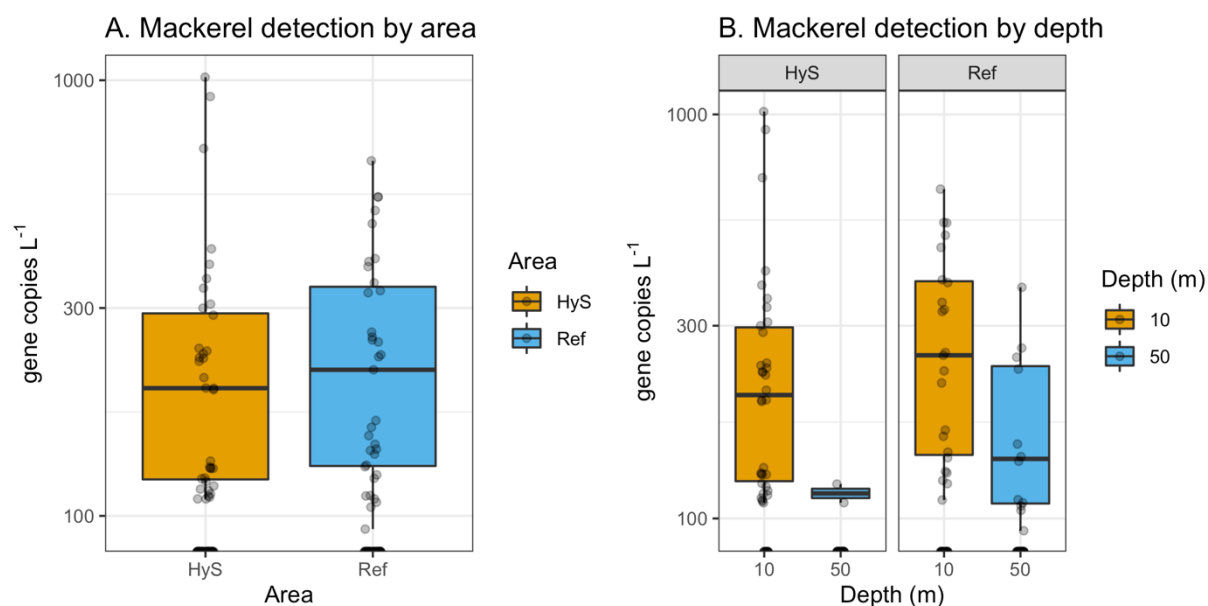 A. Mackerel detection by area
1000
300
100
gene copies L⁻¹
HyS
Ref
Area
Area
HyS
Ref
B. Mackerel detection by depth
HyS
Ref
1000
300
100
gene copies L⁻¹
10
50
10
50
Depth (m)
Depth (m)
10
50